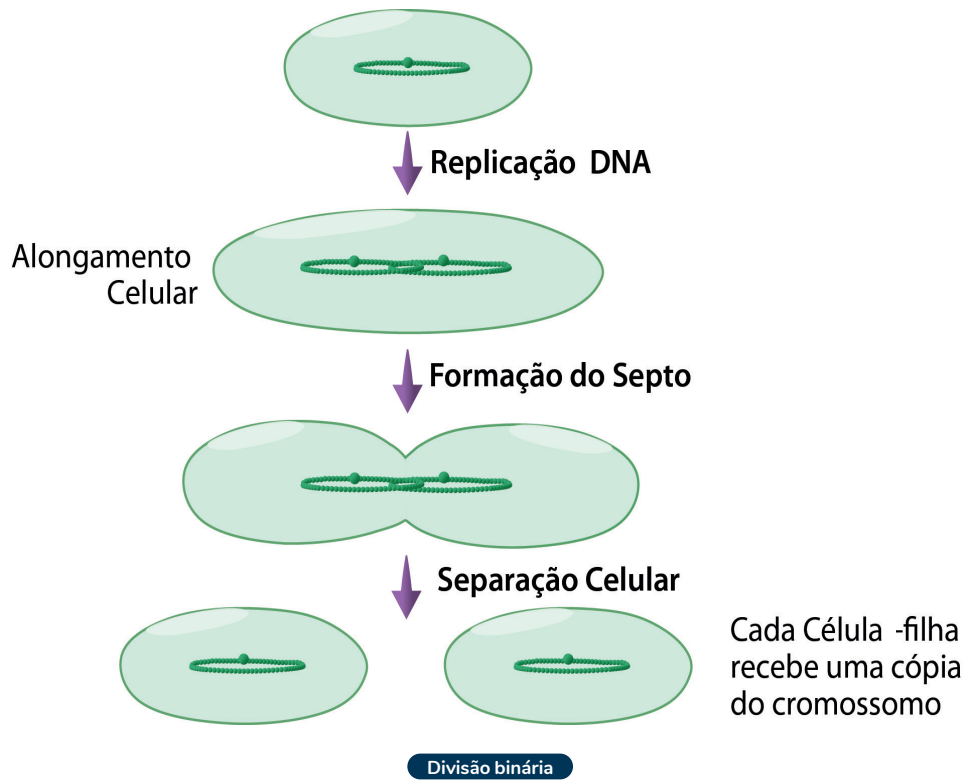 Replicação DNA
Alongamento
Celular
Formação do Septo
Separação Celular
Cada Célula -filha
recebe uma cópia
do cromossomo
Divisão binária